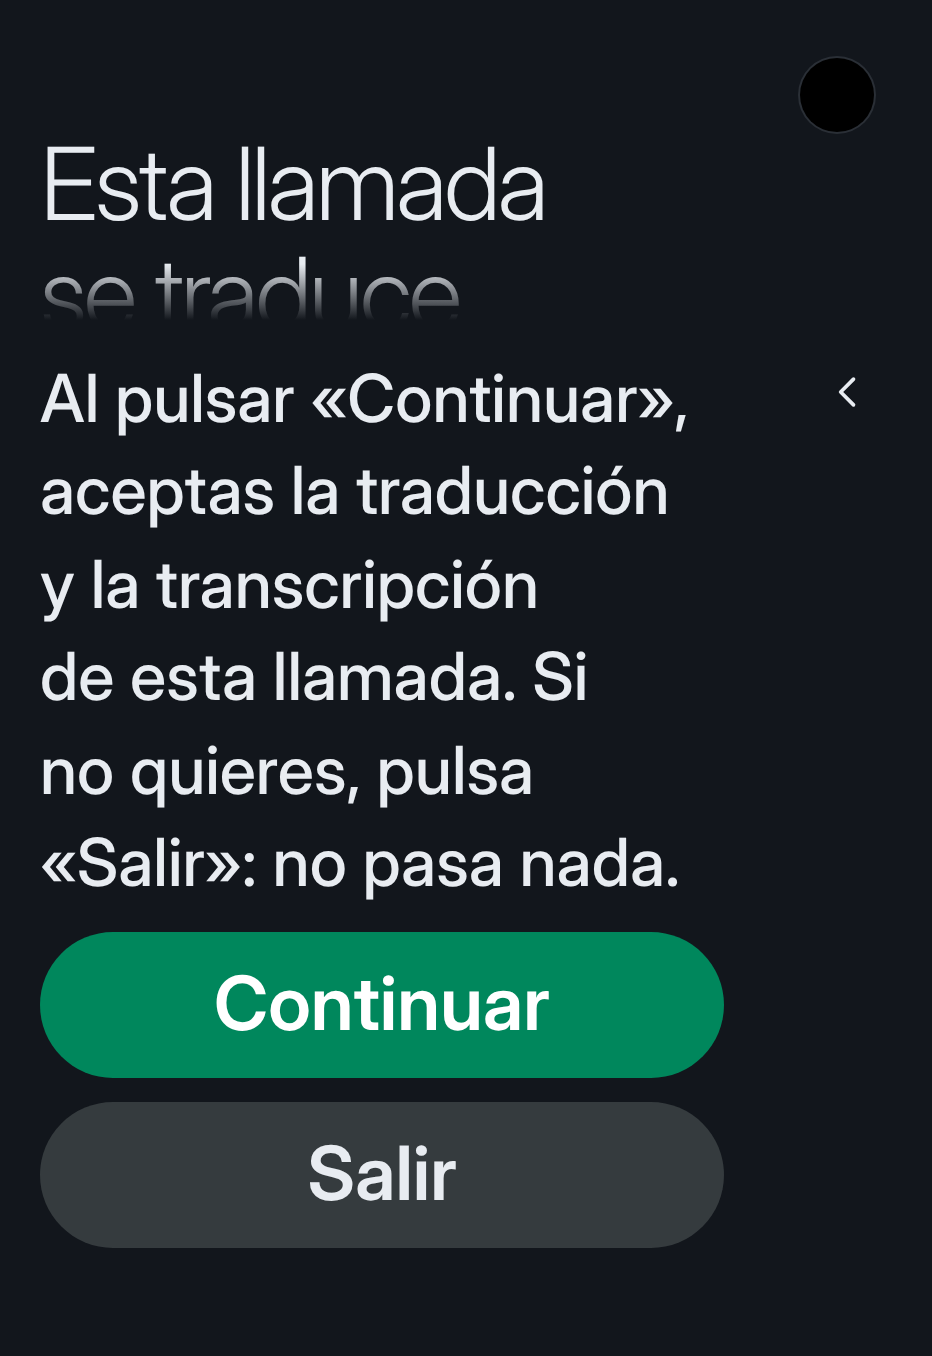 Esta llamada
se traduce
Al pulsar «Continuar»,
aceptas la traducción
y la transcripción
de esta llamada. Si
no quieres, pulsa
«Salir»: no pasa nada.
Continuar
Salir